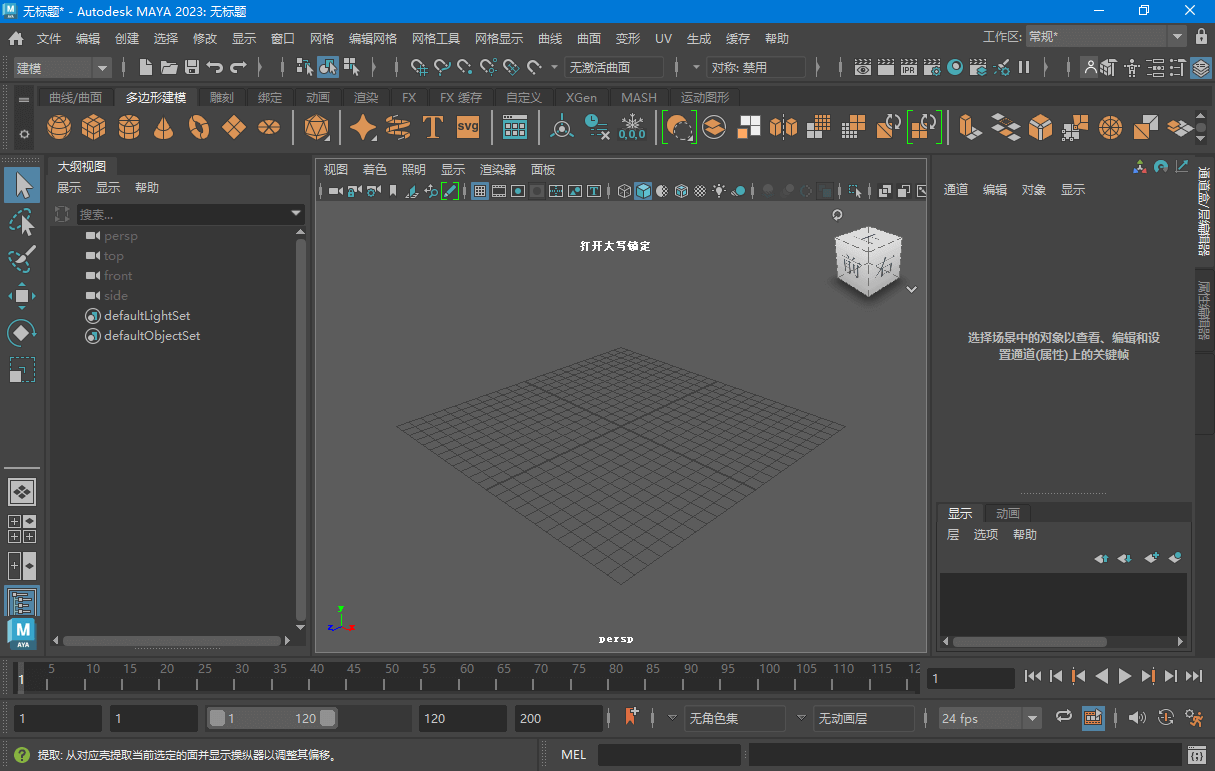 无标题* - Autodesk MAYA 2023: 无标题
文件 编辑 创建 选择 修改 显示 窗口 网格 编辑网格 网格工具 网格显示 曲线 曲面 变形 UV 生成 缓存 帮助 工作区: 常规*
建模 无激活曲面 对称: 禁用
曲线/曲面 多边形建模 雕刻 绑定 动画 渲染 FX FX 缓存 自定义 XGen MASH 运动图形
T svg 0,0,0
大纲视图
展示 显示 帮助
搜索...
persp
top
front
side
defaultLightSet
defaultObjectSet
视图 着色 照明 显示 渲染器 面板
打开大写锁定
前 右
y
z x
persp
通道 编辑 对象 显示
通道盒/层编辑器
属性编辑器
选择场景中的对象以查看、编辑和设
置通道(属性)上的关键帧
显示 动画
层 选项 帮助
M
AYA
1 5 10 15 20 25 30 35 40 45 50 55 60 65 70 75 80 85 90 95 100 105 110 115 12
1
1 1 1 120 120 200 无角色集 无动画层 24 fps
提取: 从对应壳提取当前选定的面并显示操纵器以调整其偏移。 MEL